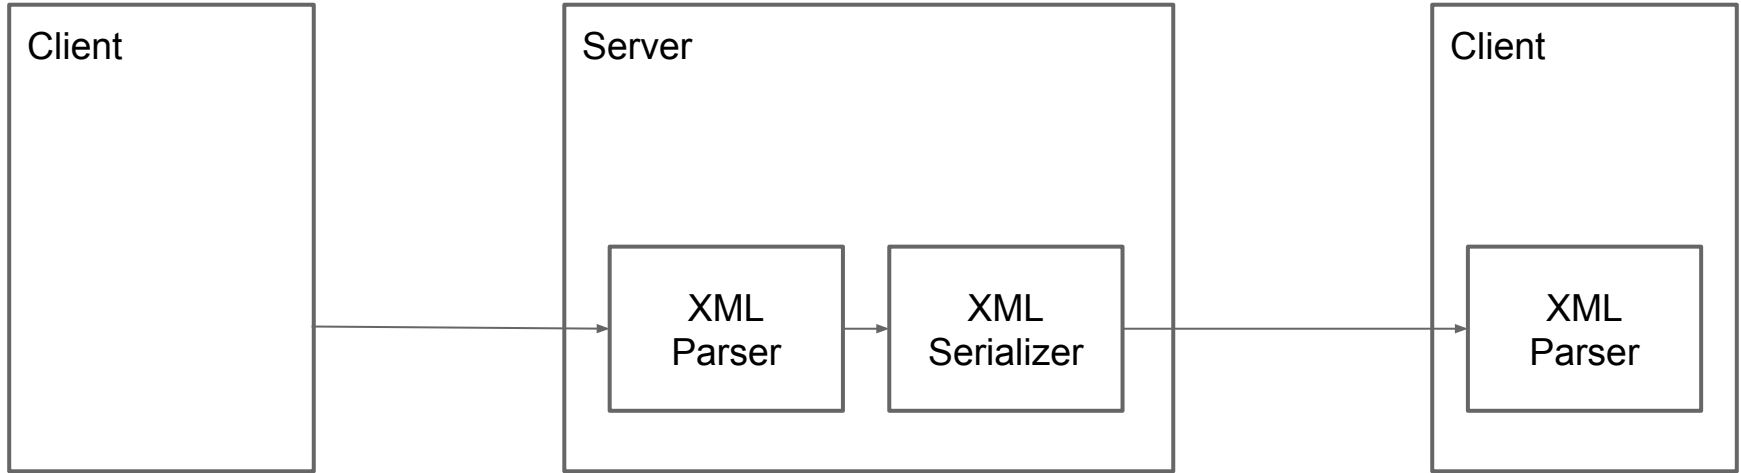 Client
Server
Client
XML
Parser
XML
Serializer
XML
Parser